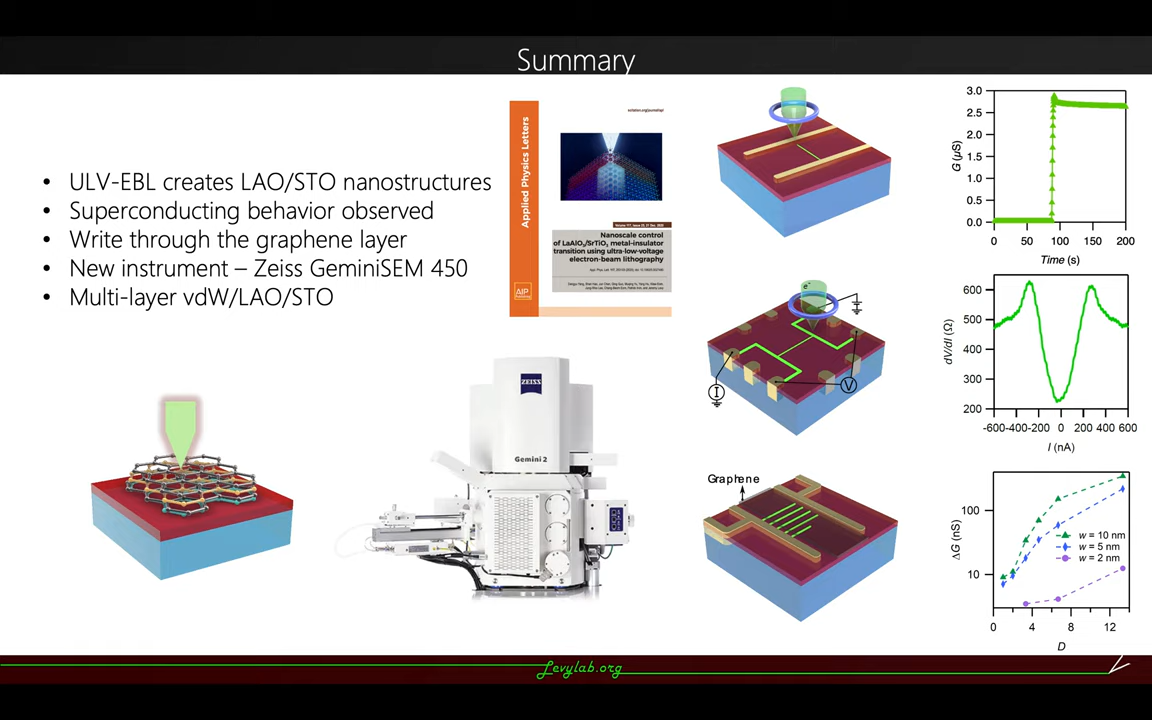 Summary
• ULV-EBL creates LAO/STO nanostructures
• Superconducting behavior observed
• Write through the graphene layer
• New instrument – Zeiss GeminiSEM 450
• Multi-layer vdW/LAO/STO
Applied Physics Letters
Nanoscale control
of LaAlO3/SrTiO3 metal-insulator
transition using ultra-low-voltage
electron-beam lithography
AIP
ZEISS
Gemini 2
e-
I
V
Graphene
3.0
2.5
2.0
1.5
1.0
0.5
0.0
G (µS)
0 50 100 150 200
Time (s)
600
500
400
300
200
dV/dI (Ω)
-600-400-200 0 200 400 600
I (nA)
100
10
ΔG (nS)
w = 10 nm
w = 5 nm
w = 2 nm
0 4 8 12
D
Levylab.org